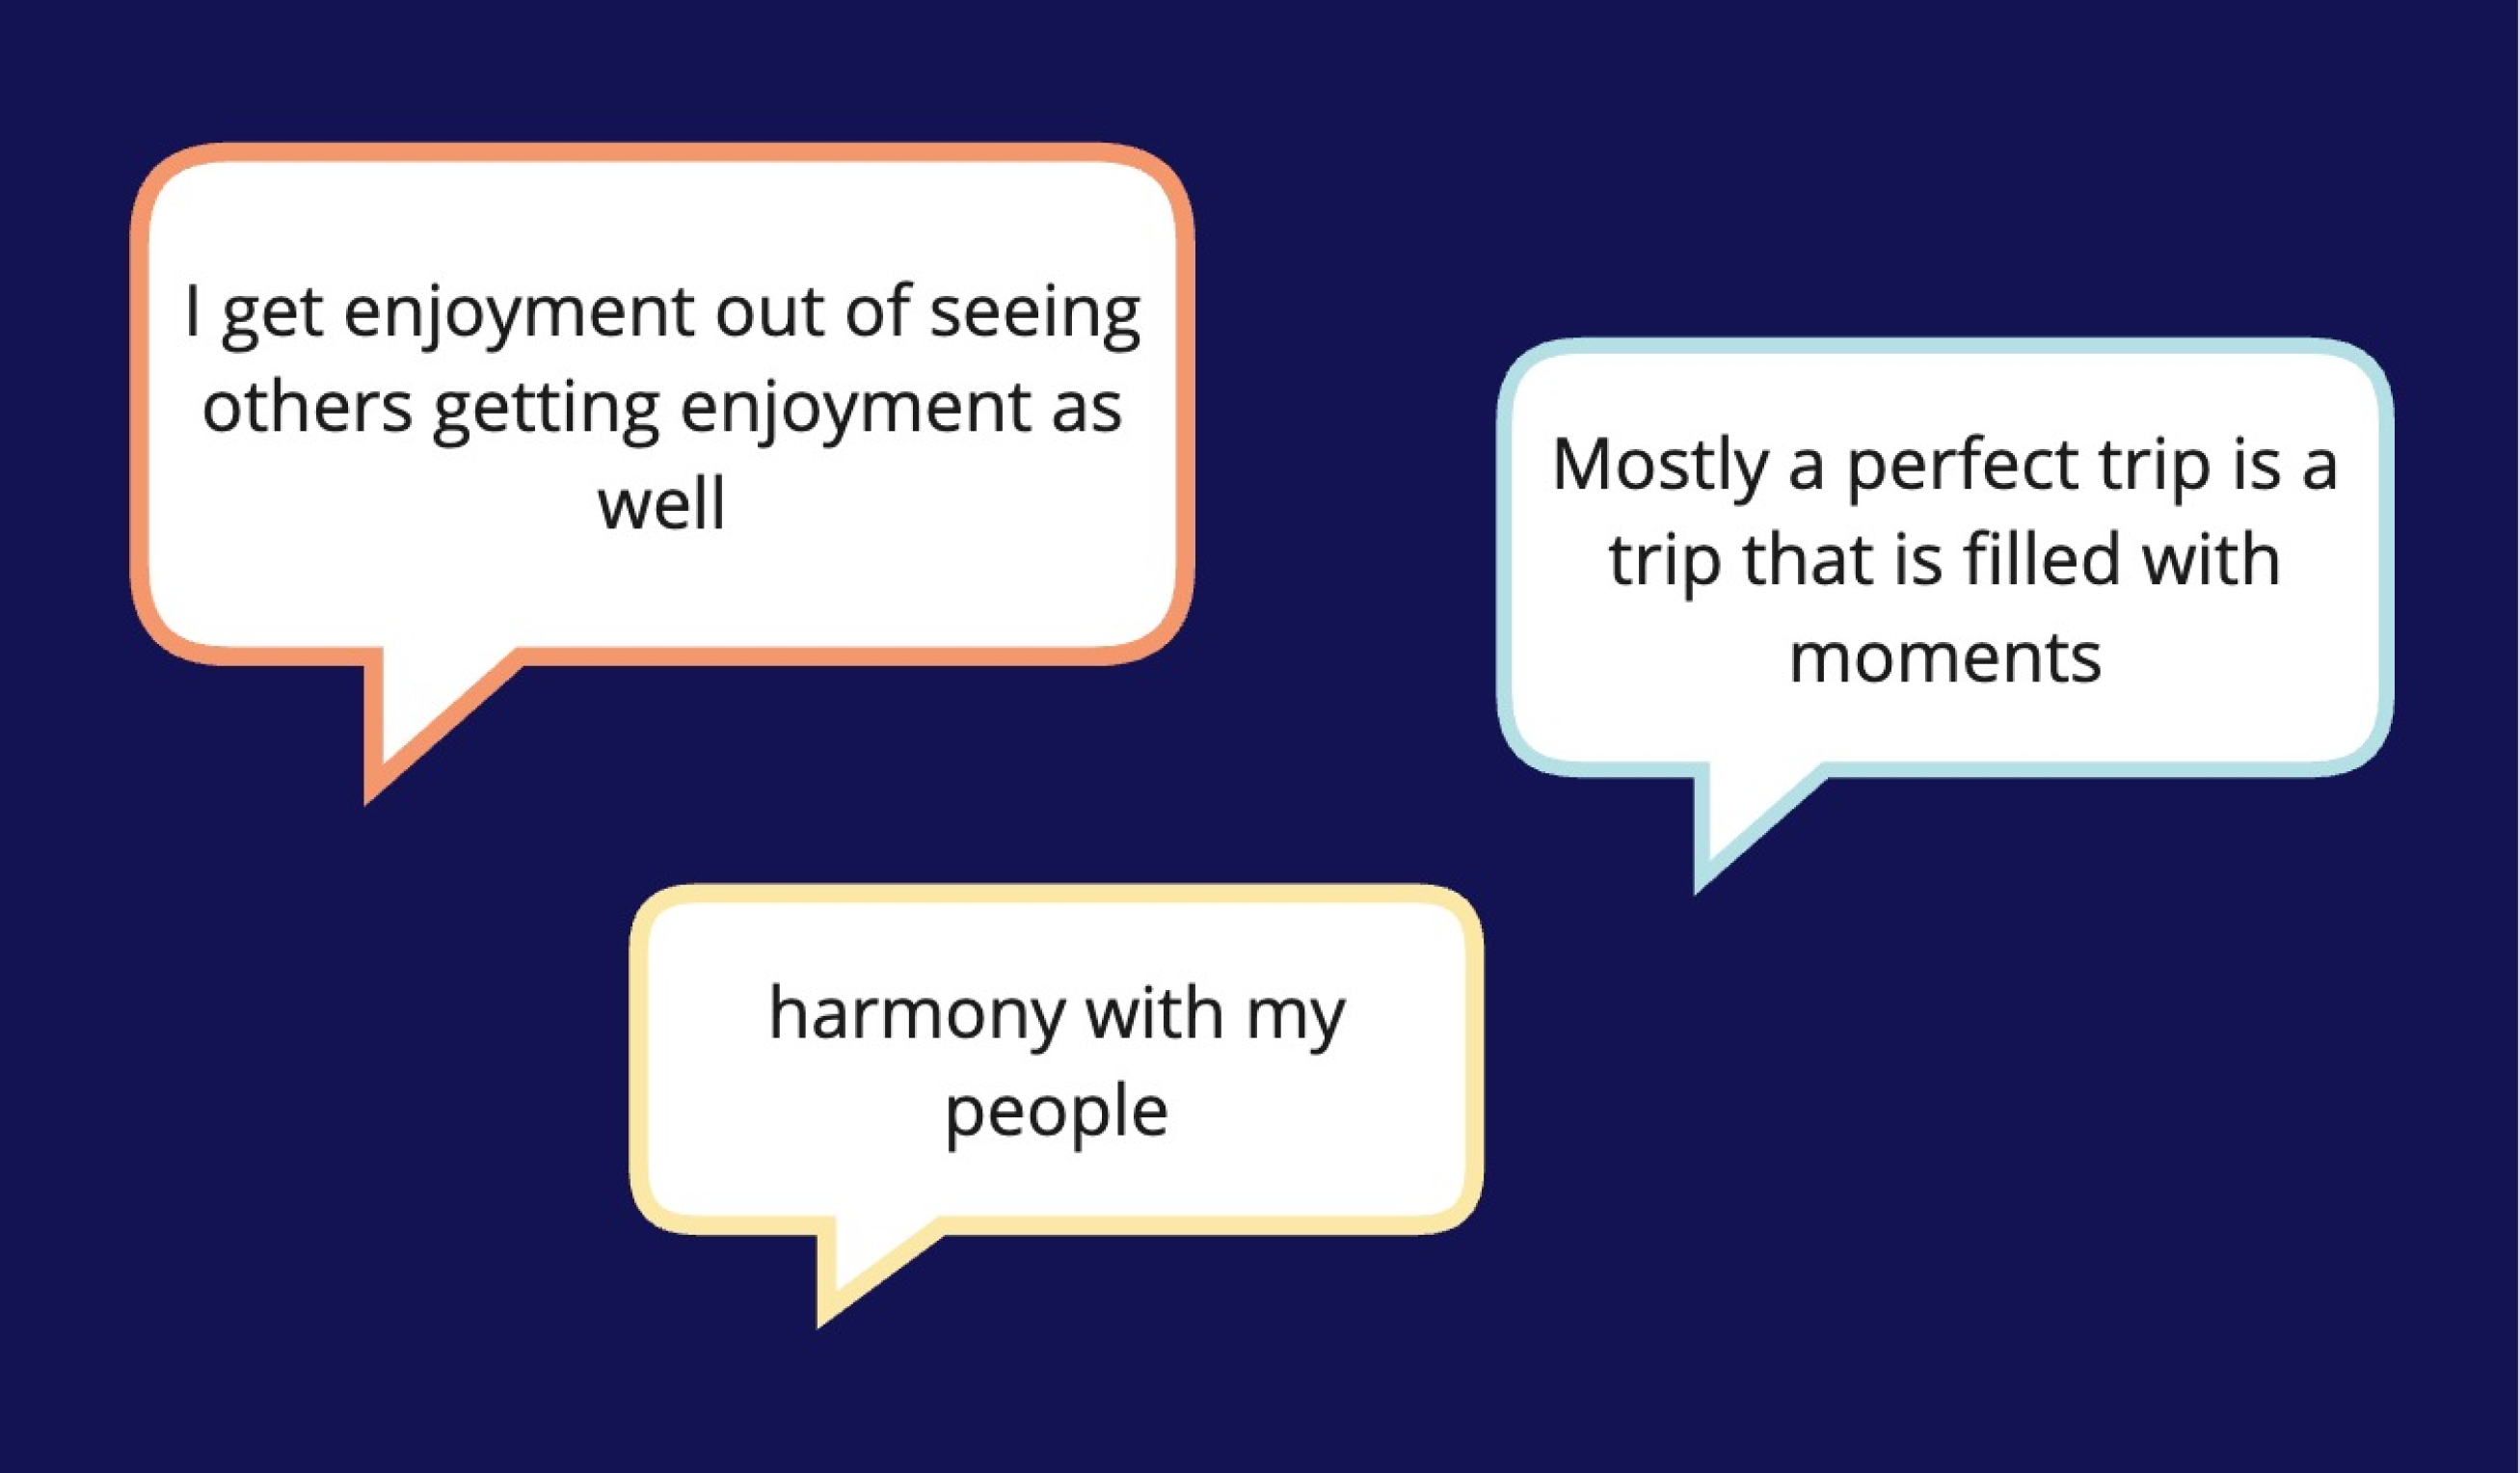 I get enjoyment out of seeing
others getting enjoyment as
well
Mostly a perfect trip is a
trip that is filled with
moments
harmony with my
people